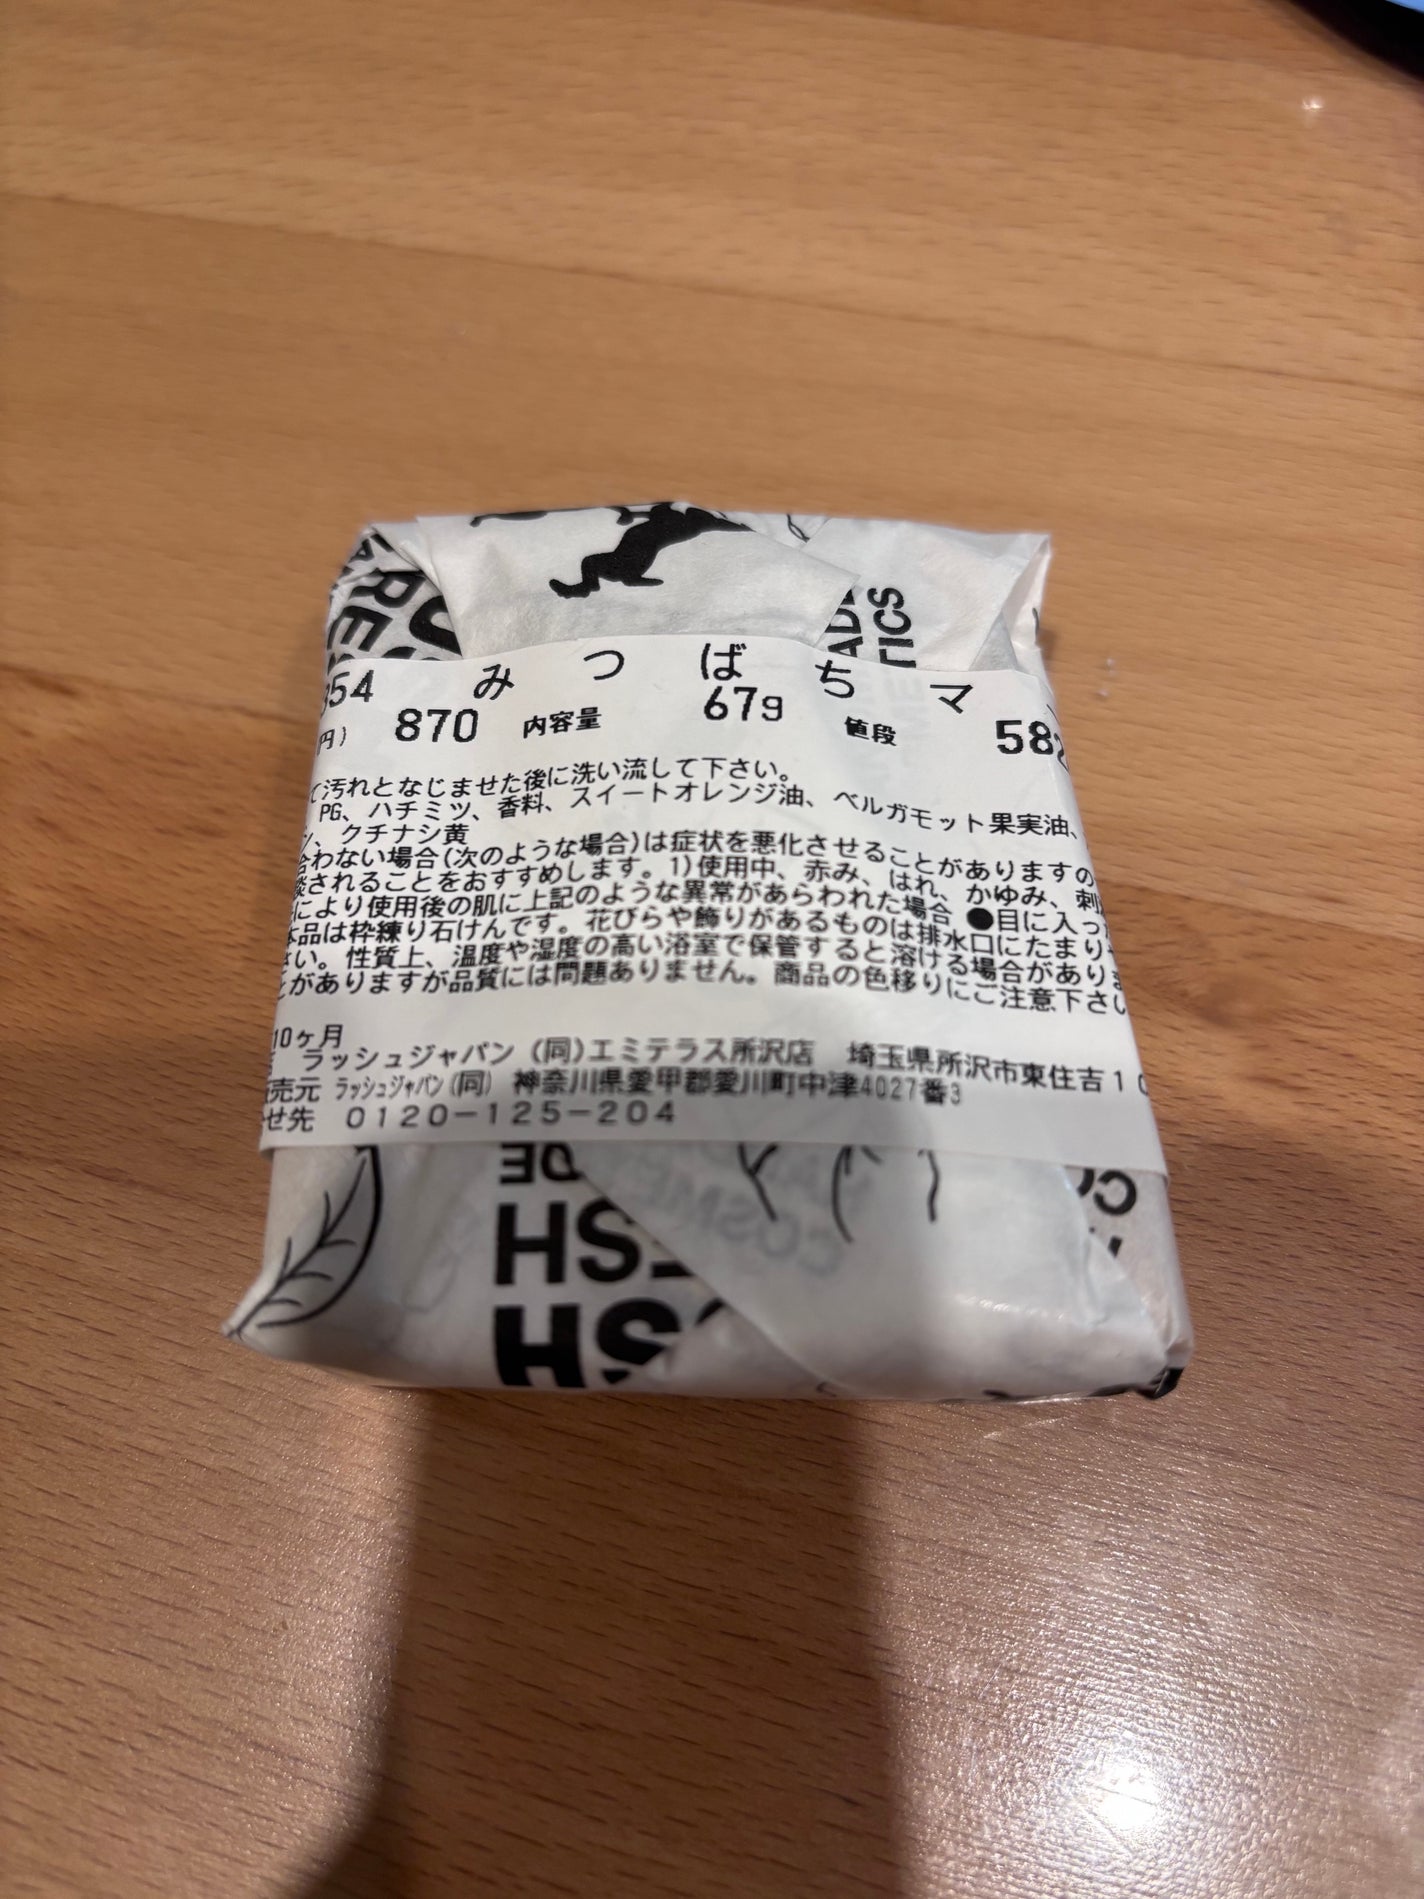 354 みつばちマ
円) 870 内容量 67g 値段 582
て汚れとなじませた後に洗い流して下さい。
PG、ハチミツ、香料、スイートオレンジ油、ベルガモット果実油、
ン、クチナシ黄
合わない場合(次のような場合)は症状を悪化させることがありますの
談されることをおすすめします。1)使用中、赤み、はれ、かゆみ、刺
により使用後の肌に上記のような異常があらわれた場合 ●目に入っ
本品は枠練り石けんです。花びらや飾りがあるものは排水口にたまり
さい。性質上、温度や湿度の高い浴室で保管すると溶ける場合がありま
とがありますが品質には問題ありません。商品の色移りにご注意下さい
10ヶ月
ラッシュジャパン (同)エミテラス所沢店 埼玉県所沢市東住吉10
売元 ラッシュジャパン(同) 神奈川県愛甲郡愛川町中津4027番3
せ先 0120-125-204